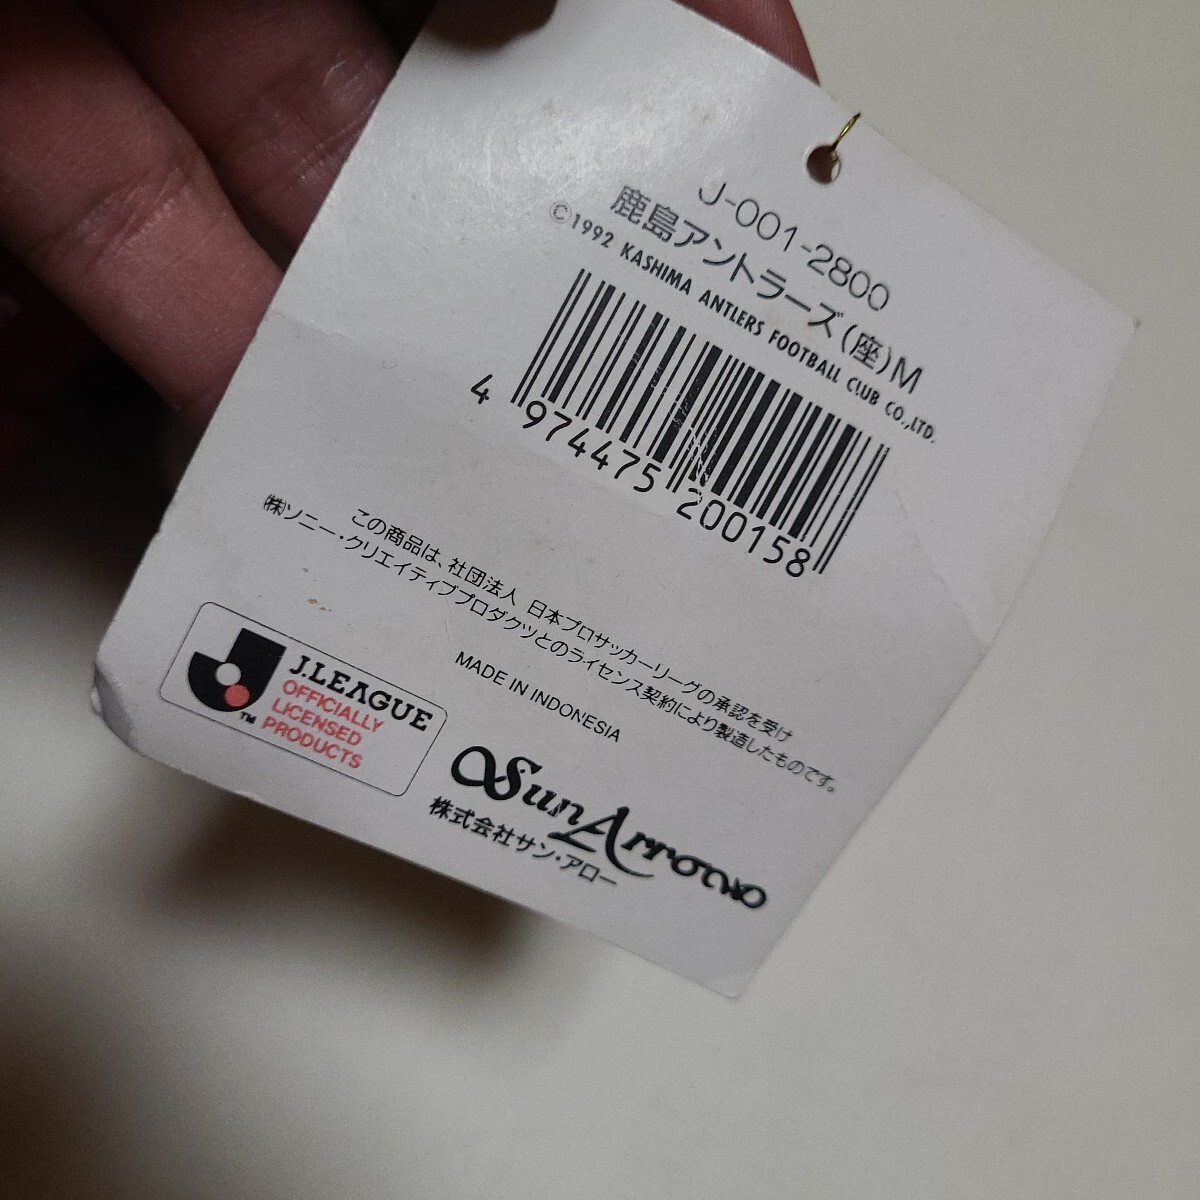 J-001-2800
鹿島アントラーズ(座)M
©1992 KASHIMA ANTLERS FOOTBALL CLUB CO.,LTD.
4 974475 200158
この商品は、社団法人 日本プロサッカーリーグの承認を受け
㈱ソニー・クリエイティブプロダクツとのライセンス契約により製造したものです。
MADE IN INDONESIA
J.LEAGUE
OFFICIALLY
LICENSED
PRODUCTS
TM
Sun Arrow
株式会社サン・アロー